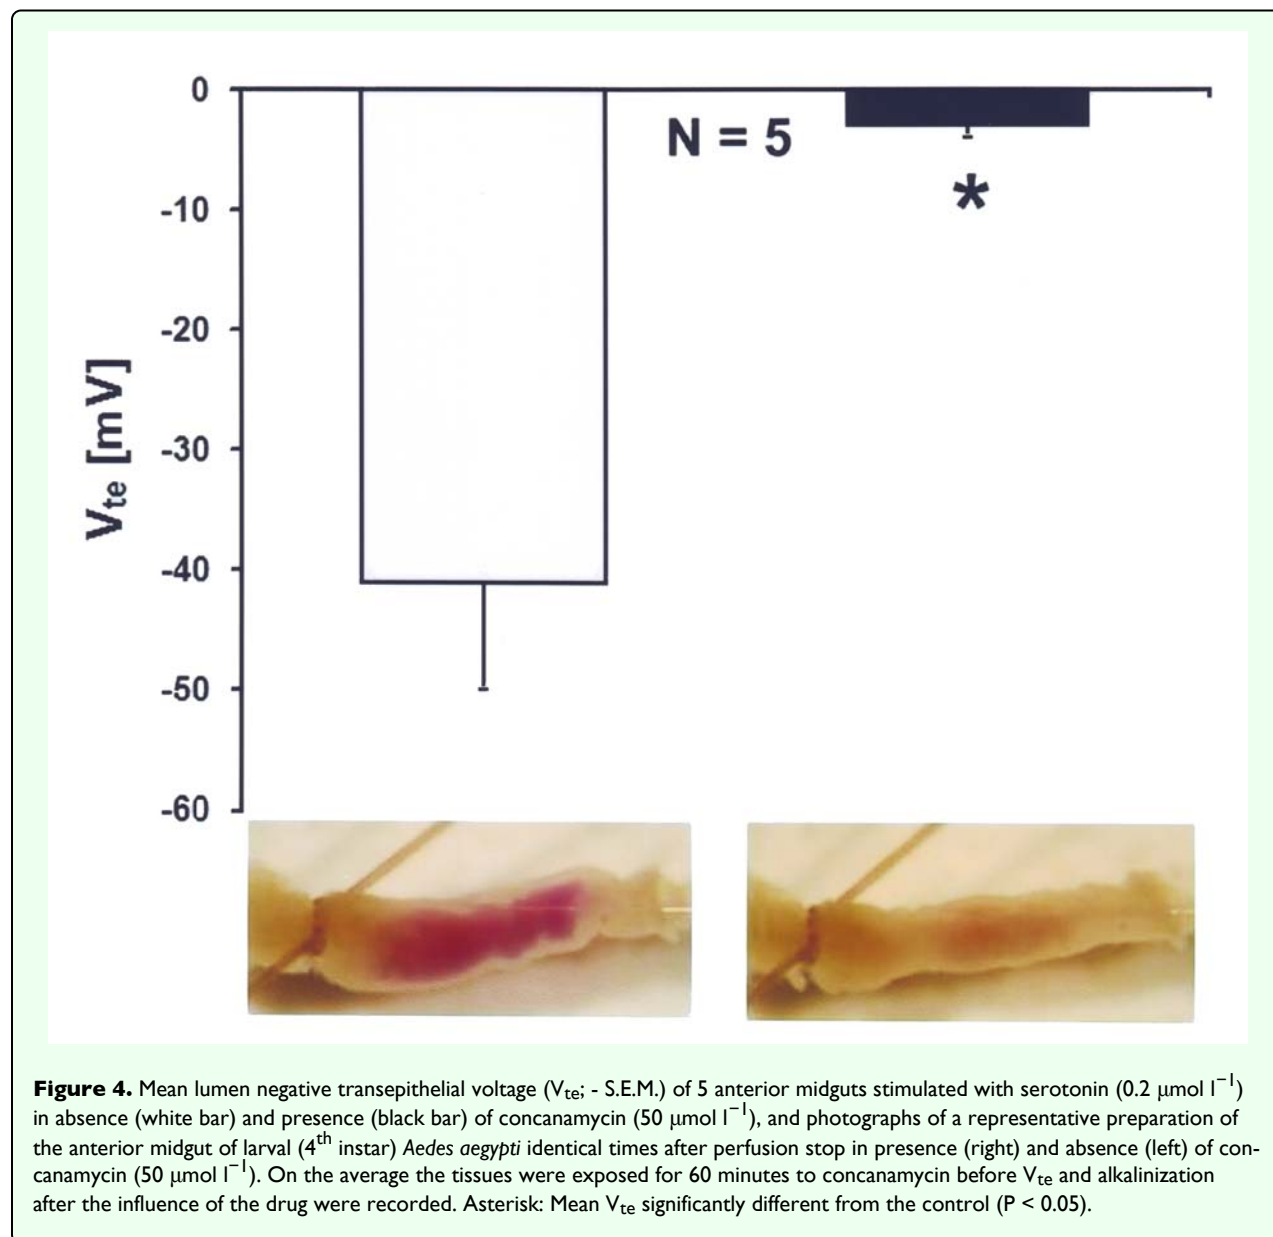 0
N = 5
*
-10
-20
-30
-40
-50
-60
V_te [mV]
Figure 4. Mean lumen negative transepithelial voltage (V_te; - S.E.M.) of 5 anterior midguts stimulated with serotonin (0.2 μmol l⁻¹)
in absence (white bar) and presence (black bar) of concanamycin (50 μmol l⁻¹), and photographs of a representative preparation of
the anterior midgut of larval (4th instar) Aedes aegypti identical times after perfusion stop in presence (right) and absence (left) of con-
canamycin (50 μmol l⁻¹). On the average the tissues were exposed for 60 minutes to concanamycin before V_te and alkalinization
after the influence of the drug were recorded. Asterisk: Mean V_te significantly different from the control (P < 0.05).